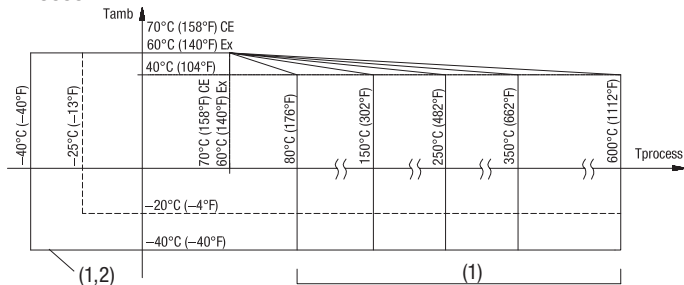 Tamb
70°C (158°F) CE
60°C (140°F) Ex
40°C (104°F)
–40°C (–40°F)
–25°C (–13°F)
70°C (158°F) CE
60°C (140°F) Ex
80°C (176°F)
150°C (302°F)
250°C (482°F)
350°C (662°F)
600°C (1112°F)
Tprocess
–20°C (–4°F)
–40°C (–40°F)
(1,2)
(1)